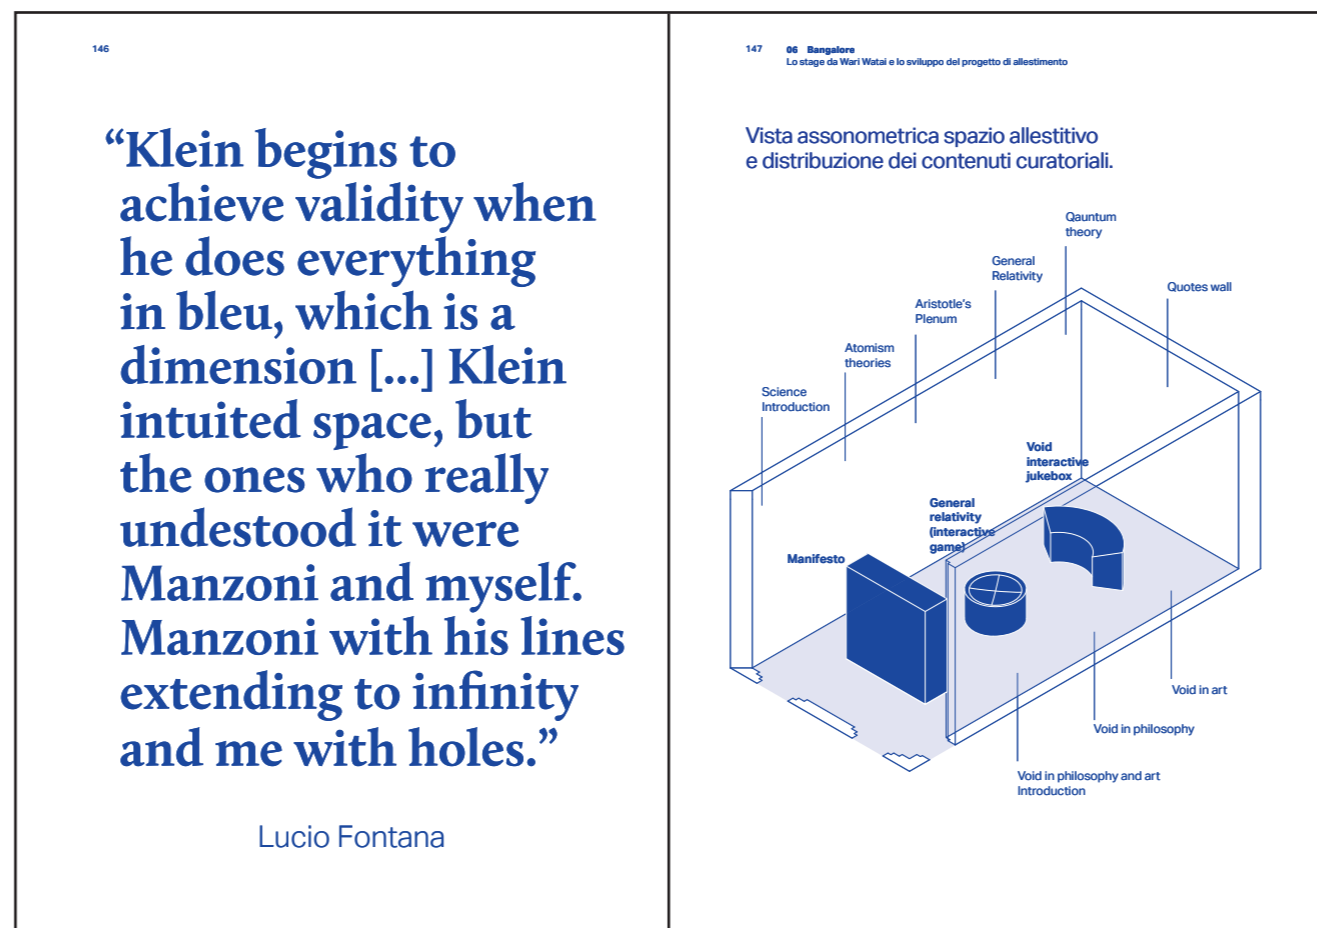 146
“Klein begins to
achieve validity when
he does everything
in bleu, which is a
dimension [...] Klein
intuited space, but
the ones who really
undestood it were
Manzoni and myself.
Manzoni with his lines
extending to infinity
and me with holes.”
Lucio Fontana
147
06 Bangalore
Lo stage da Wari Watai e lo sviluppo del progetto di allestimento
Vista assonometrica spazio allestitivo
e distribuzione dei contenuti curatoriali.
Qauntum
theory
General
Relativity
Quotes wall
Aristotle's
Plenum
Atomism
theories
Science
Introduction
Void
interactive
jukebox
General
relativity
(interactive
game)
Manifesto
Void in art
Void in philosophy
Void in philosophy and art
Introduction